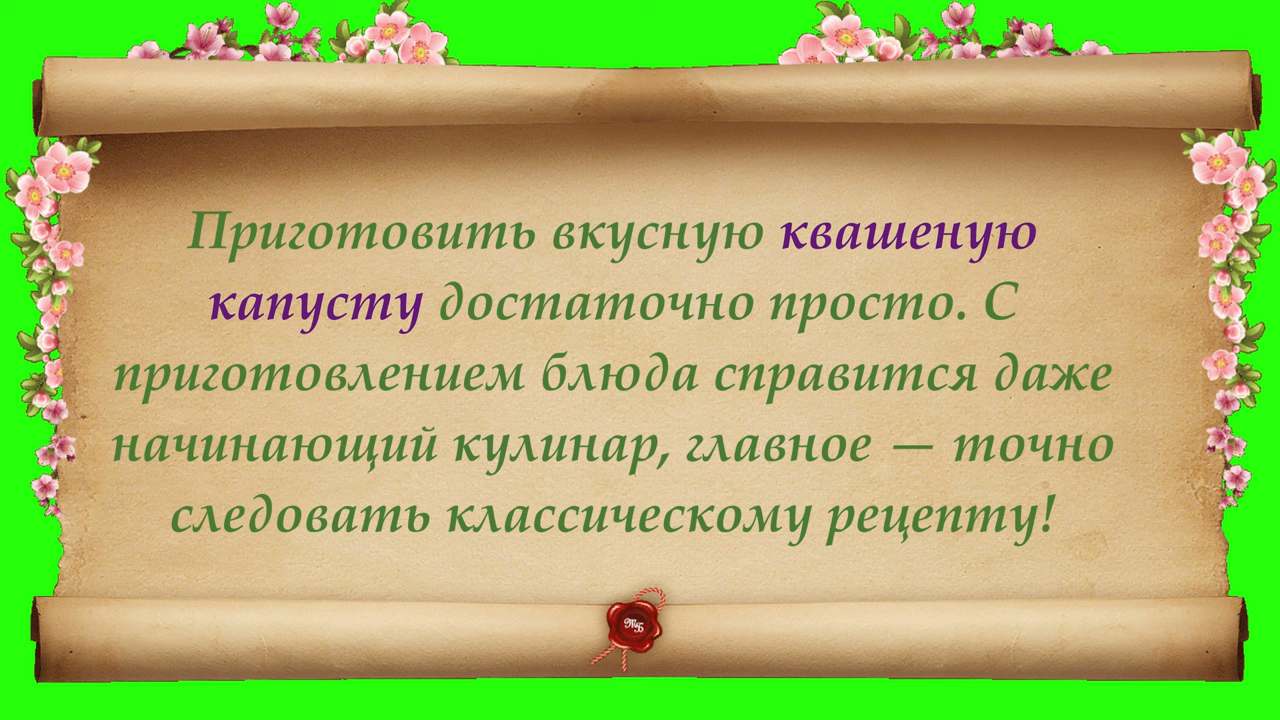 Приготовить вкусную квашеную
капусту достаточно просто. С
приготовлением блюда справится даже
начинающий кулинар, главное — точно
следовать классическому рецепту!